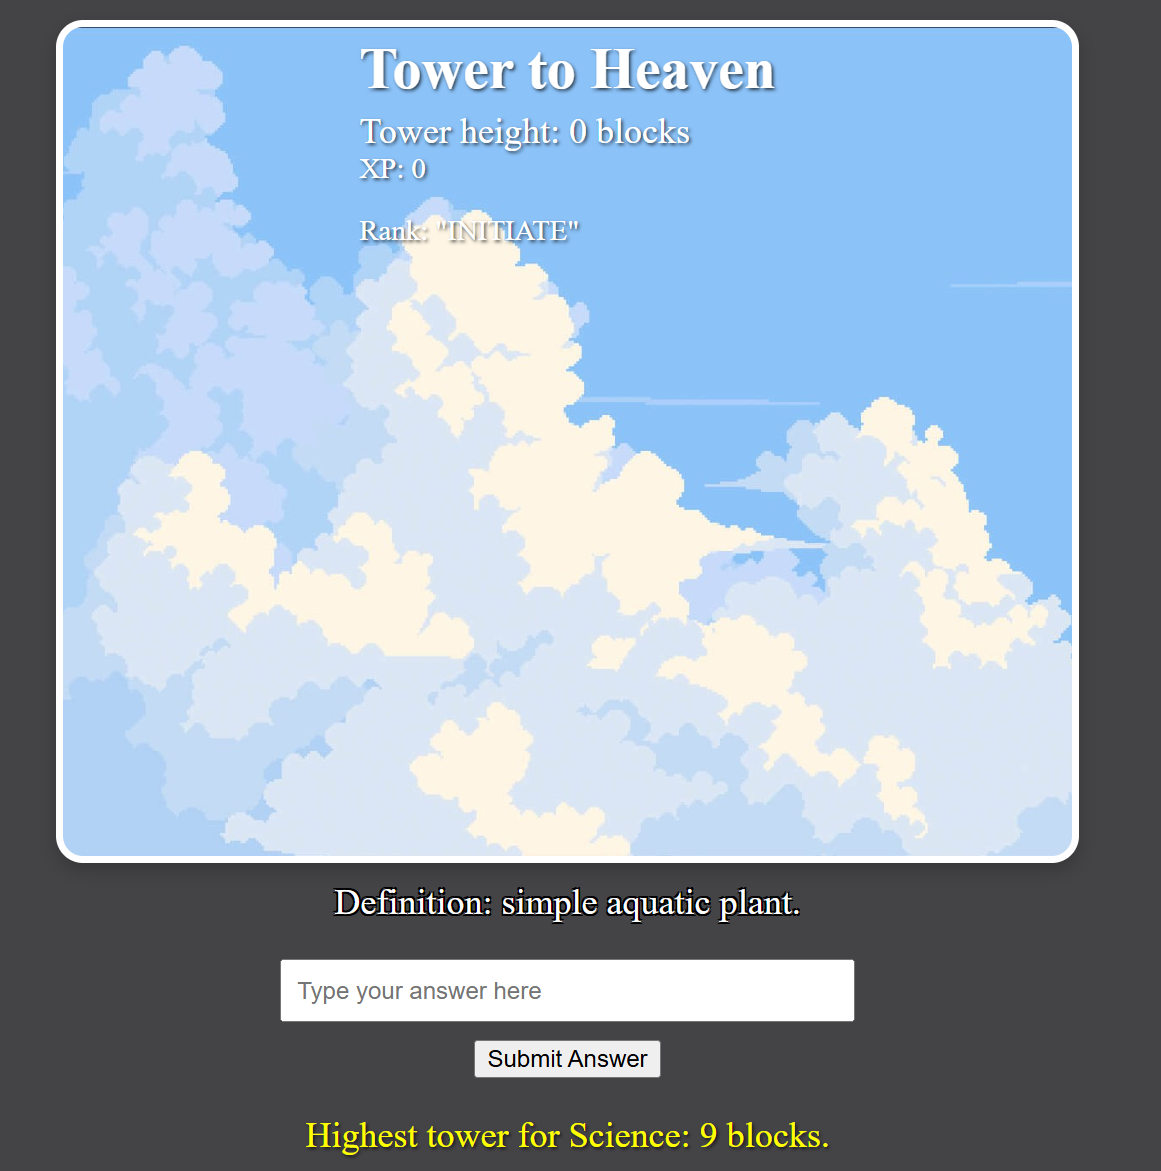 Tower to Heaven
Tower height: 0 blocks
XP: 0
Rank: "INITIATE"
Definition: simple aquatic plant.
Type your answer here
Submit Answer
Highest tower for Science: 9 blocks.